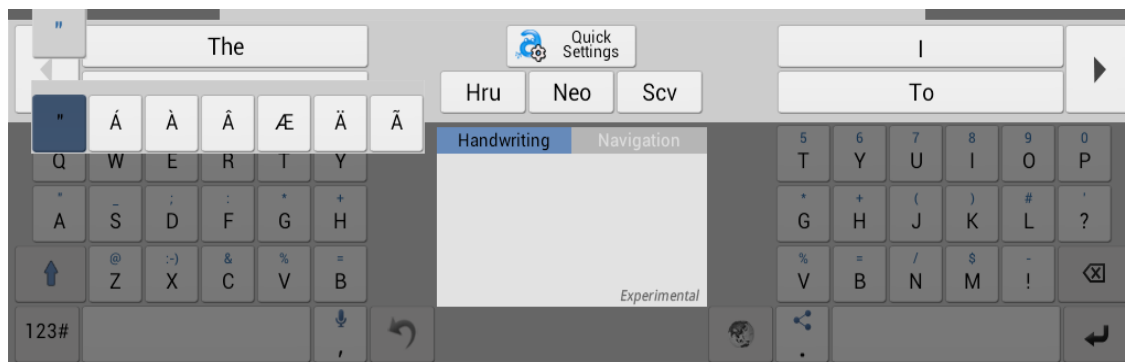 "
The
Quick
Settings
I
Hru Neo Scv
To
" Á À Â Æ Ä Ã
Handwriting Navigation
5 6 7 8 9 0
Q W E R T Y
T Y U I O P
" _ ; : * +
* + ( ) # '
A S D F G H
G H J K L ?
@ :-) & % =
% = / $ -
Z X C V B
V B N M !
Experimental
123#
,
.